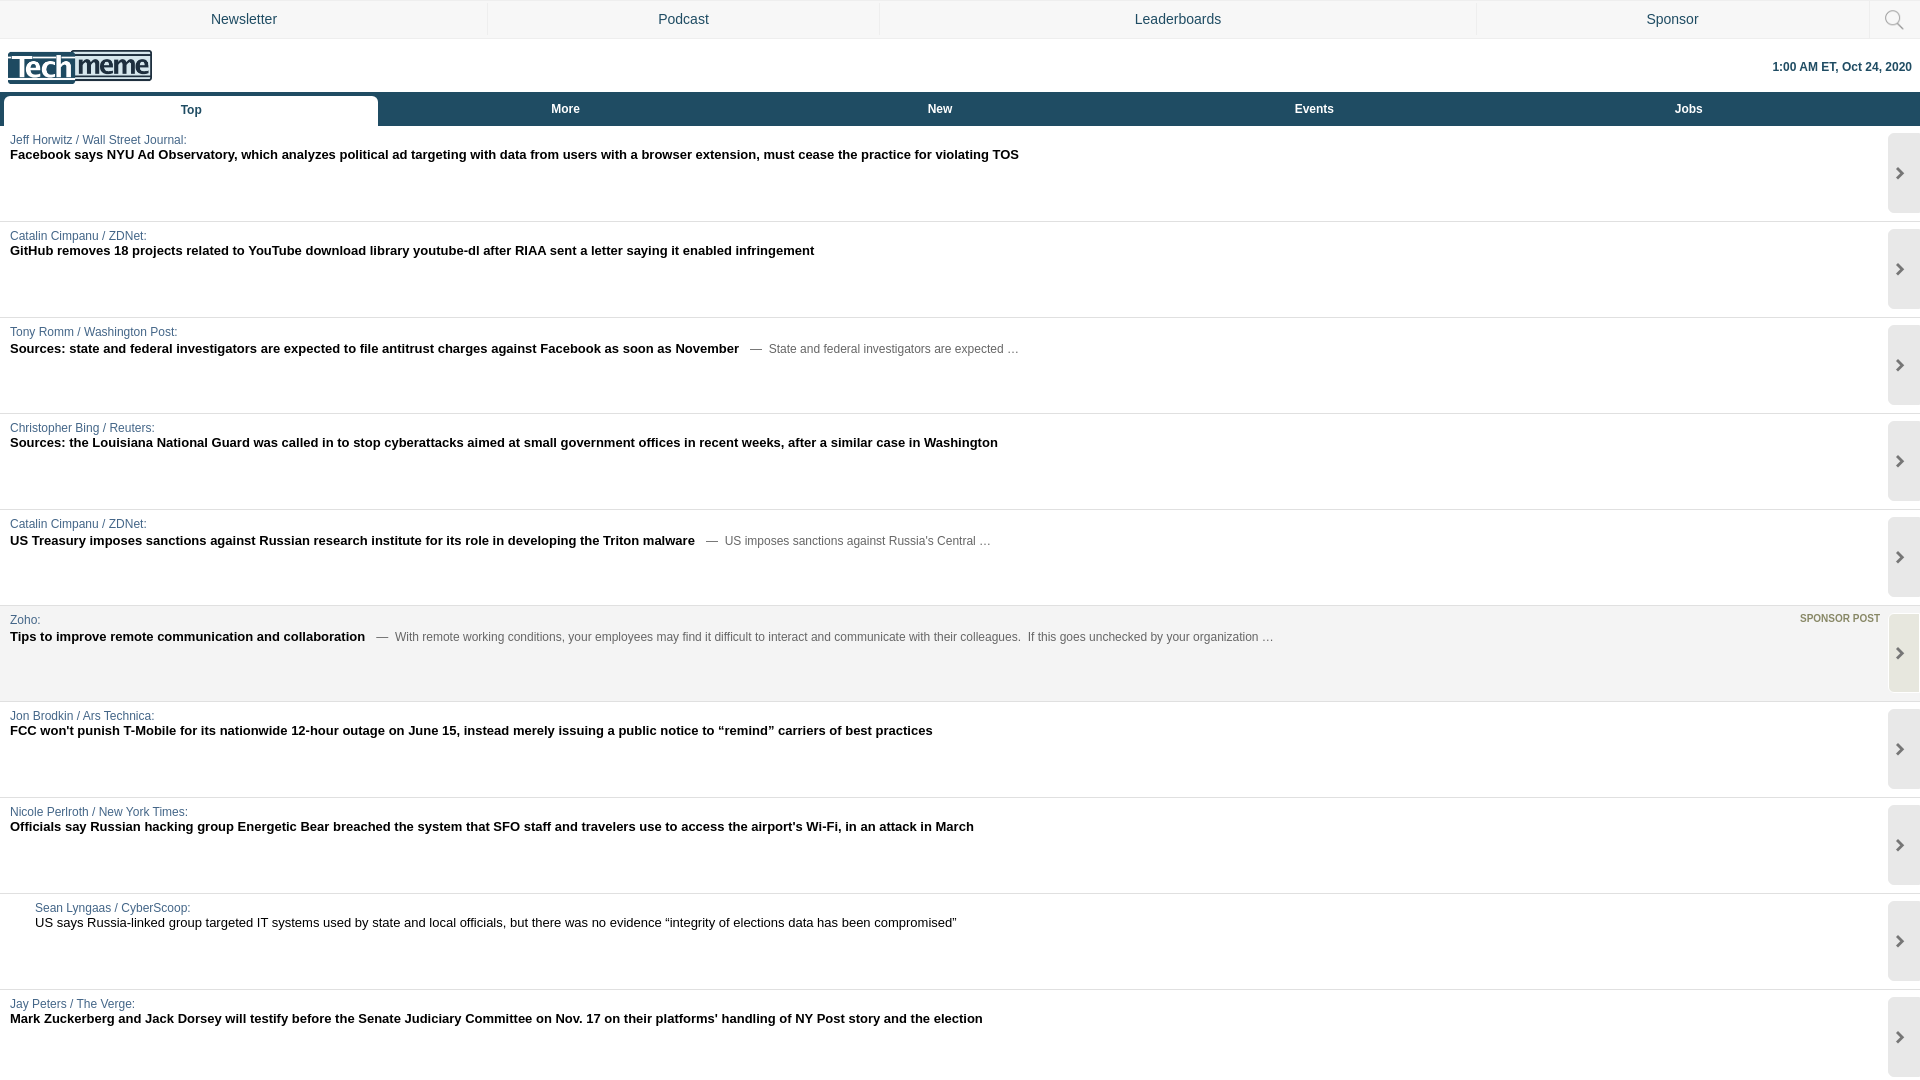 Newsletter Podcast Leaderboards Sponsor
Techmeme 1:00 AM ET, Oct 24, 2020
Top More New Events Jobs
Jeff Horwitz / Wall Street Journal:
Facebook says NYU Ad Observatory, which analyzes political ad targeting with data from users with a browser extension, must cease the practice for violating TOS
Catalin Cimpanu / ZDNet:
GitHub removes 18 projects related to YouTube download library youtube-dl after RIAA sent a letter saying it enabled infringement
Tony Romm / Washington Post:
Sources: state and federal investigators are expected to file antitrust charges against Facebook as soon as November — State and federal investigators are expected …
Christopher Bing / Reuters:
Sources: the Louisiana National Guard was called in to stop cyberattacks aimed at small government offices in recent weeks, after a similar case in Washington
Catalin Cimpanu / ZDNet:
US Treasury imposes sanctions against Russian research institute for its role in developing the Triton malware — US imposes sanctions against Russia's Central …
Zoho: SPONSOR POST
Tips to improve remote communication and collaboration — With remote working conditions, your employees may find it difficult to interact and communicate with their colleagues. If this goes unchecked by your organization …
Jon Brodkin / Ars Technica:
FCC won't punish T-Mobile for its nationwide 12-hour outage on June 15, instead merely issuing a public notice to “remind” carriers of best practices
Nicole Perlroth / New York Times:
Officials say Russian hacking group Energetic Bear breached the system that SFO staff and travelers use to access the airport's Wi-Fi, in an attack in March
Sean Lyngaas / CyberScoop:
US says Russia-linked group targeted IT systems used by state and local officials, but there was no evidence “integrity of elections data has been compromised”
Jay Peters / The Verge:
Mark Zuckerberg and Jack Dorsey will testify before the Senate Judiciary Committee on Nov. 17 on their platforms' handling of NY Post story and the election